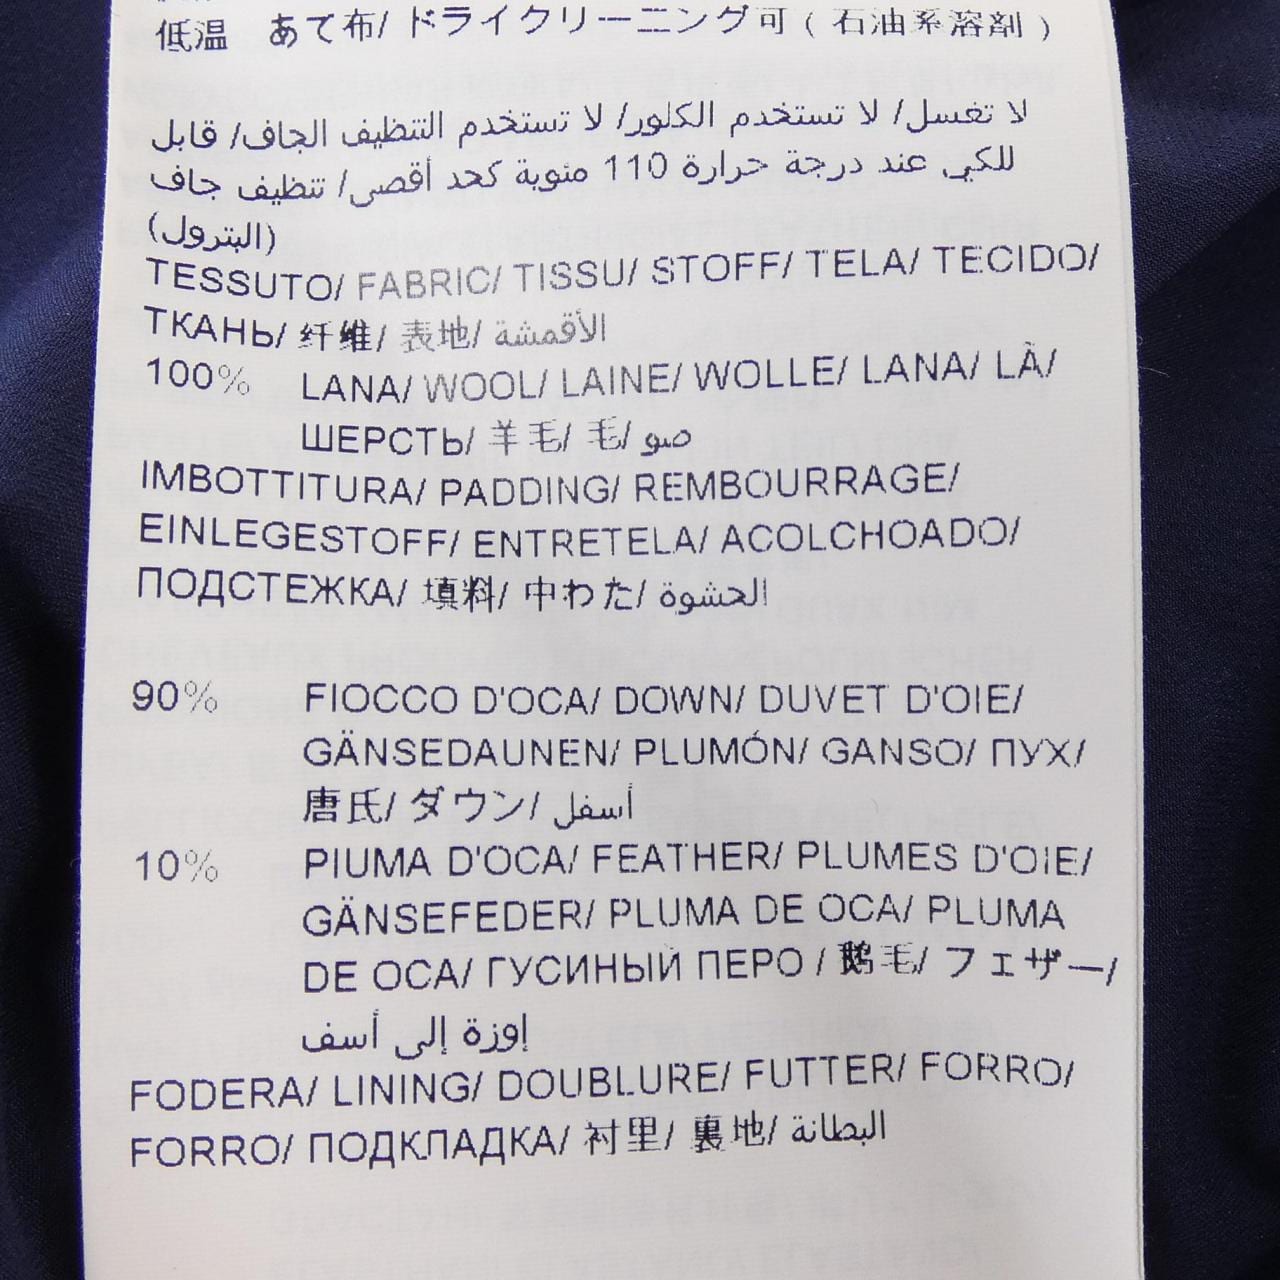 低温　あて布/ ドライクリーニング可 ( 石油系溶剤 )
لا تغسل/ لا تستخدم الكلور/ لا تستخدم التنظيف الجاف/ قابل
للكي عند درجة حرارة 110 مئوية كحد أقصى/ تنظيف جاف
(البترول)
TESSUTO/ FABRIC/ TISSU/ STOFF/ TELA/ TECIDO/
ТКАНЬ/ 纤维/ 表地/ الأقمشة
100% LANA/ WOOL/ LAINE/ WOLLE/ LANA/ LÃ/
ШЕРСТЬ/ 羊毛/ 毛/ صو
IMBOTTITURA/ PADDING/ REMBOURRAGE/
EINLEGESTOFF/ ENTRETELA/ ACOLCHOADO/
ПОДСТЕЖКА/ 填料/ 中わた/ الحشوة
90% FIOCCO D'OCA/ DOWN/ DUVET D'OIE/
GÄNSEDAUNEN/ PLUMÓN/ GANSO/ ПУХ/
唐氏/ ダウン/ أسفل
10% PIUMA D'OCA/ FEATHER/ PLUMES D'OIE/
GÄNSEFEDER/ PLUMA DE OCA/ PLUMA
DE OCA/ ГУСИНЫЙ ПЕРО / 鹅毛/ フェザー/
إوزة إلى أسف
FODERA/ LINING/ DOUBLURE/ FUTTER/ FORRO/
FORRO/ ПОДКЛАДКА/ 衬里/ 裏地/ البطانة